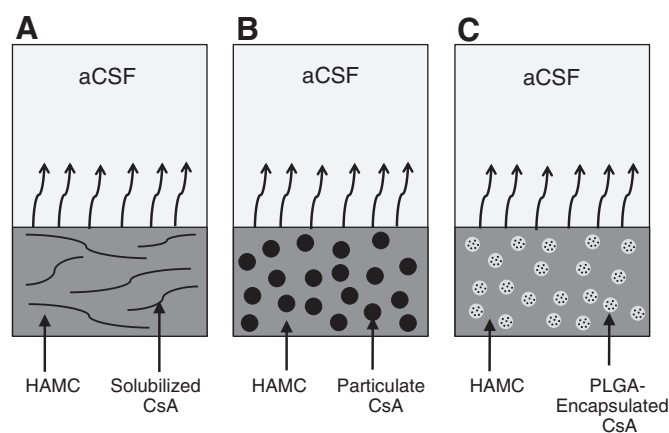 A B C
aCSF aCSF aCSF
HAMC Solubilized HAMC Particulate HAMC PLGA-
CsA CsA Encapsulated
CsA